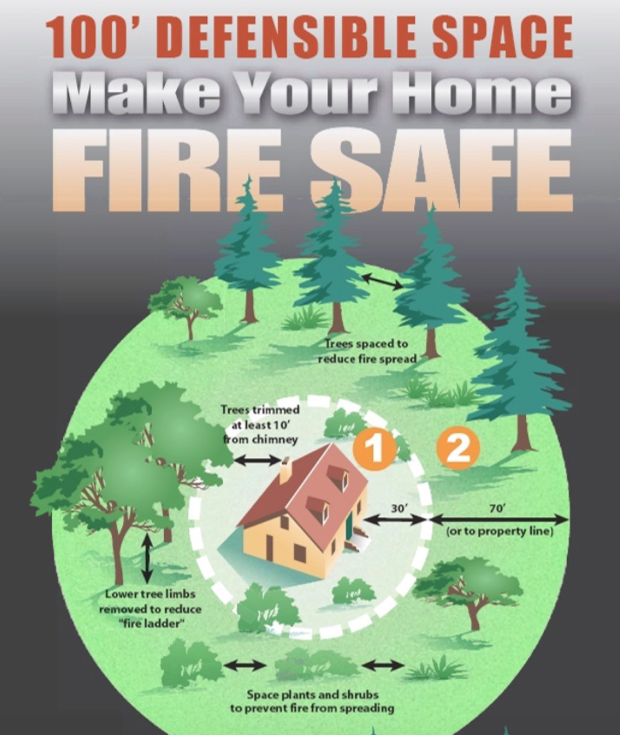 100' DEFENSIBLE SPACE
Make Your Home
FIRE SAFE
Trees spaced to
reduce fire spread
Trees trimmed
at least 10'
from chimney
1
2
30'
70'
(or to property line)
Lower tree limbs
removed to reduce
"fire ladder"
Space plants and shrubs
to prevent fire from spreading